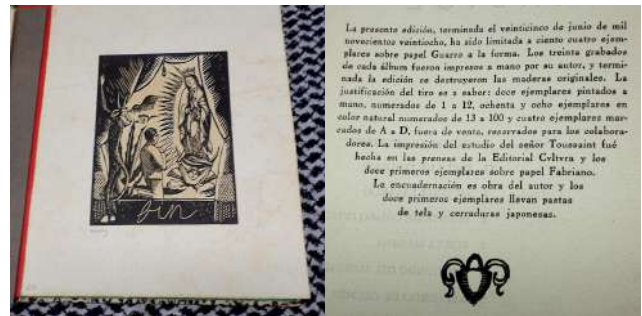 fin
La presente edición, terminada el veinticinco de junio de mil
novecientos veintiocho, ha sido limitada a ciento cuatro ejem-
plares sobre papel Guarro a la forma. Los treinta grabados
de cada álbum fueron impresos a mano por su autor, y termi-
nada la edición se destruyeron las maderas originales. La
justificación del tiro es a saber: doce ejemplares pintados a
mano, numerados de 1 a 12, ochenta y ocho ejemplares en
color natural numerados de 13 a 100 y cuatro ejemplares mar-
cados de A a D, fuera de venta, reservados para los colabora-
dores. La impresión del estudio del señor Toussaint fué
hecha en las prensas de la Editorial Cvltvra y los
doce primeros ejemplares sobre papel Fabriano.
La encuadernación es obra del autor y los
doce primeros ejemplares llevan pastas
de tela y cerraduras japonesas.